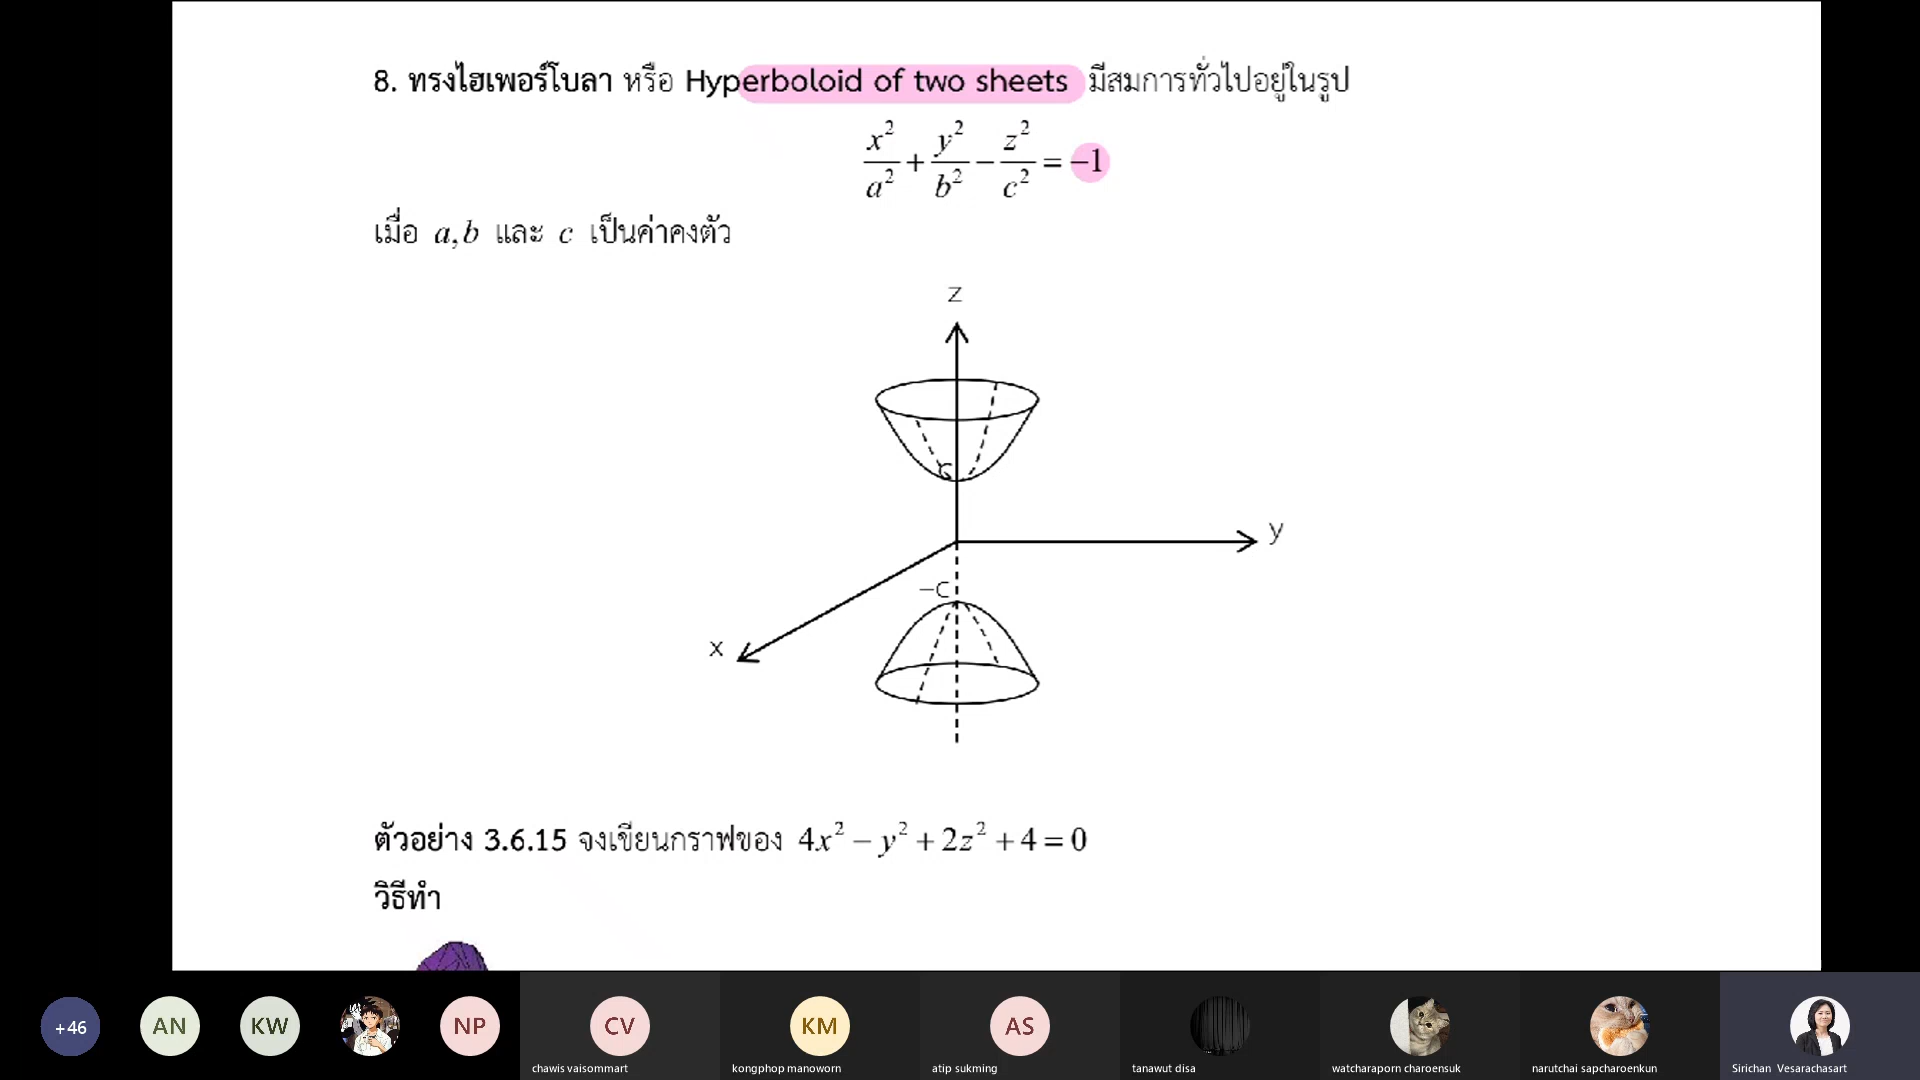 8. ทรงไฮเพอร์โบลา หรือ Hyperboloid of two sheets มีสมการทั่วไปอยู่ในรูป
x²/a² + y²/b² − z²/c² = −1
เมื่อ a, b และ c เป็นค่าคงตัว
z
c
y
−c
x
ตัวอย่าง 3.6.15 จงเขียนกราฟของ 4x² − y² + 2z² + 4 = 0
วิธีทำ
+46 AN KW NP CV KM AS
chawis vaisommart kongphop manoworn atip sukming tanawut disa watcharaporn charoensuk narutchai sapcharoenkun Sirichan Vesarachasart